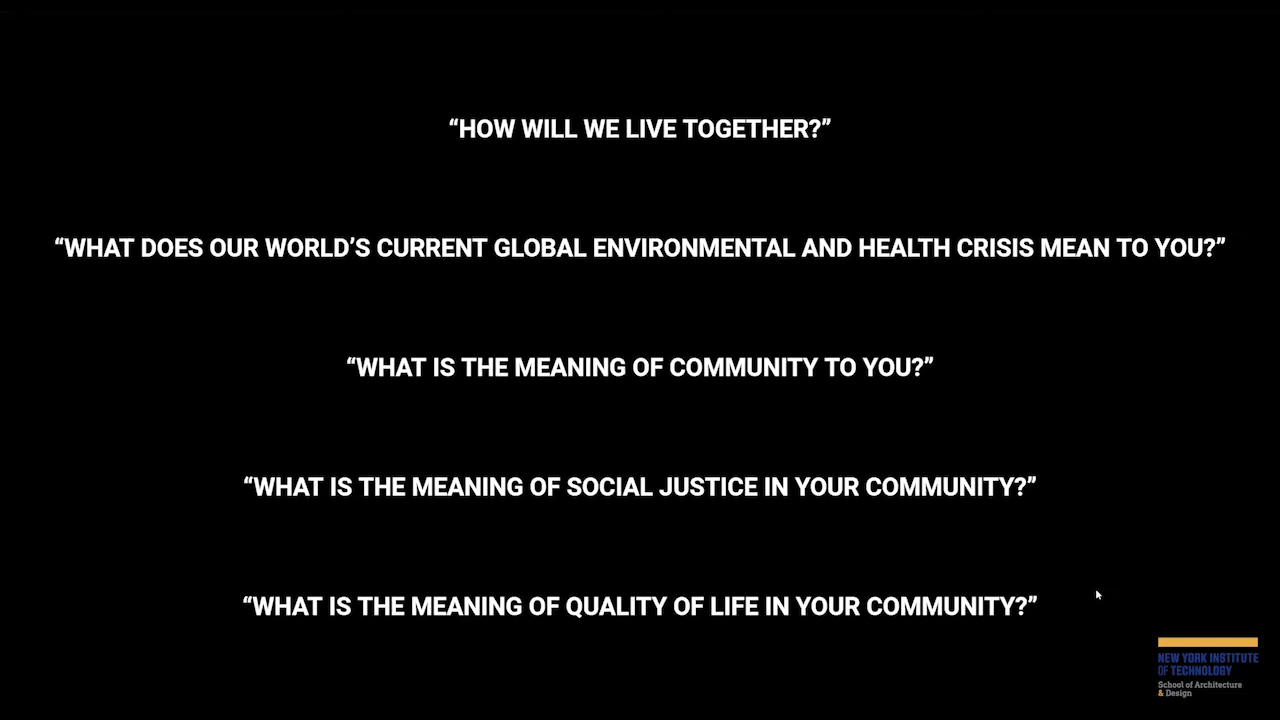 “HOW WILL WE LIVE TOGETHER?”
“WHAT DOES OUR WORLD’S CURRENT GLOBAL ENVIRONMENTAL AND HEALTH CRISIS MEAN TO YOU?”
“WHAT IS THE MEANING OF COMMUNITY TO YOU?”
“WHAT IS THE MEANING OF SOCIAL JUSTICE IN YOUR COMMUNITY?”
“WHAT IS THE MEANING OF QUALITY OF LIFE IN YOUR COMMUNITY?”
NEW YORK INSTITUTE
OF TECHNOLOGY
School of Architecture
& Design